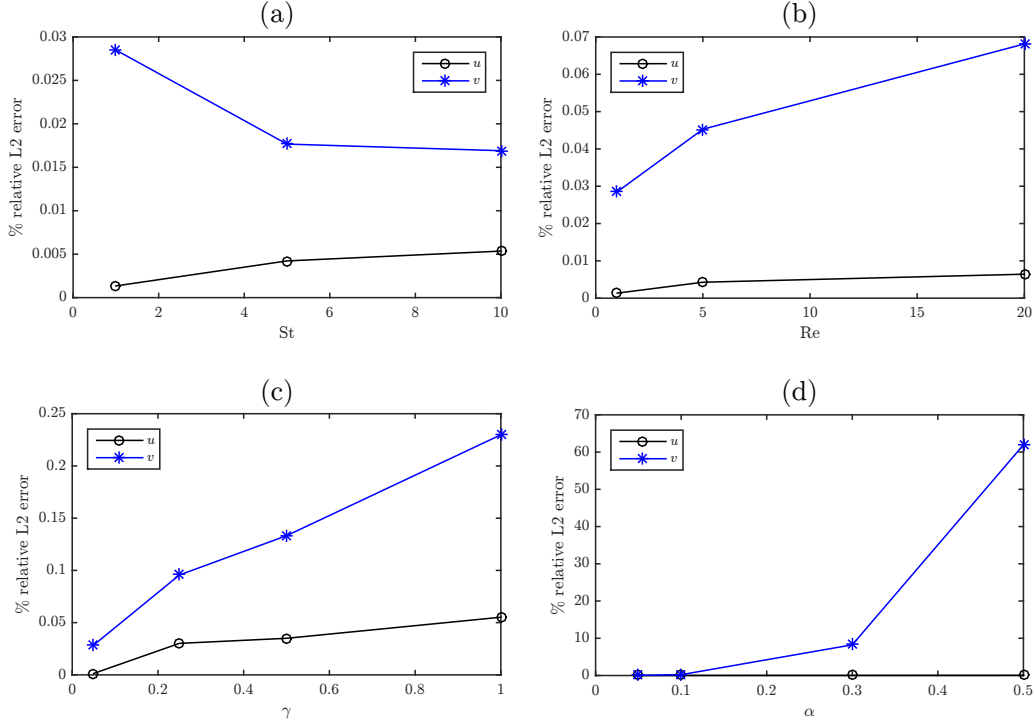 (a)
0.03
0.025
0.02
0.015
0.01
0.005
0
% relative L2 error
u
v
0 2 4 6 8 10
St
(b)
0.07
0.06
0.05
0.04
0.03
0.02
0.01
0
% relative L2 error
u
v
0 5 10 15 20
Re
(c)
0.25
0.2
0.15
0.1
0.05
0
% relative L2 error
u
v
0 0.2 0.4 0.6 0.8 1
γ
(d)
70
60
50
40
30
20
10
0
% relative L2 error
u
v
0 0.1 0.2 0.3 0.4 0.5
α